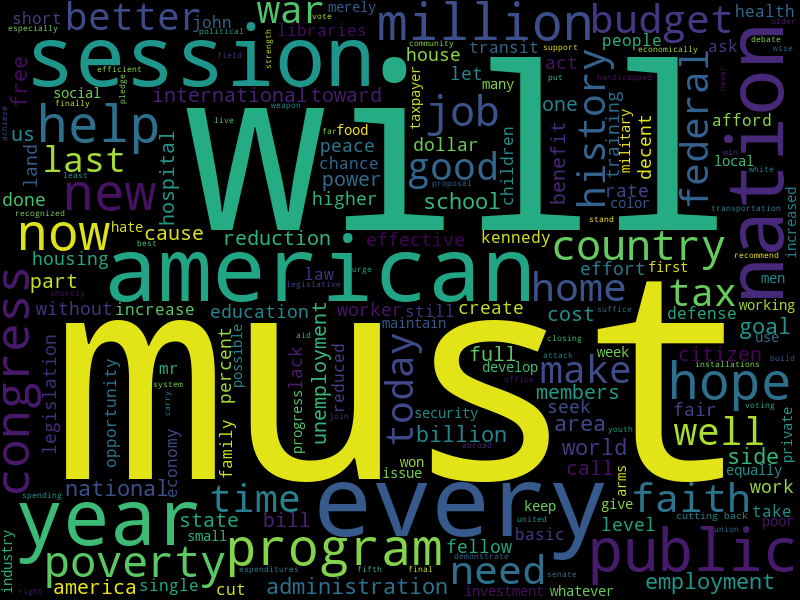 short better john war million budget health
especially merely libraries transit house people vote political
session will
free social international toward us act ask
efficient pledge strength community support economically debate wise older
finally field let many put handicapped
help job good history federal nation
taxpayer one afford
live weapon far food peace dollar
last land hospital chance children benefit training military decent local
new power school rate color never win white
done higher proposal transportation
recognized least achieve stand
now hate cause reduction effective kennedy country increased
best law urge effort first recommend
housing american home tax men
part legislative shortly
without increase education worker still create cost defense working
must
congress legislation mr opportunity possible unemployment aid maintain closing suffice goal use
today full make week citizen build
percent lack reduced develop attack installations
system progress members hope
economy family carry join office seek fair youth voting
security area well
won billion world side private
issue abroad call equally
national every arms faith work
year time state bill keep give level take
spending small united cutting back poor
industry poverty program fellow basic public union
demonstrate
america single cut administration need employment
right expenditures fifth final senate investment whatever